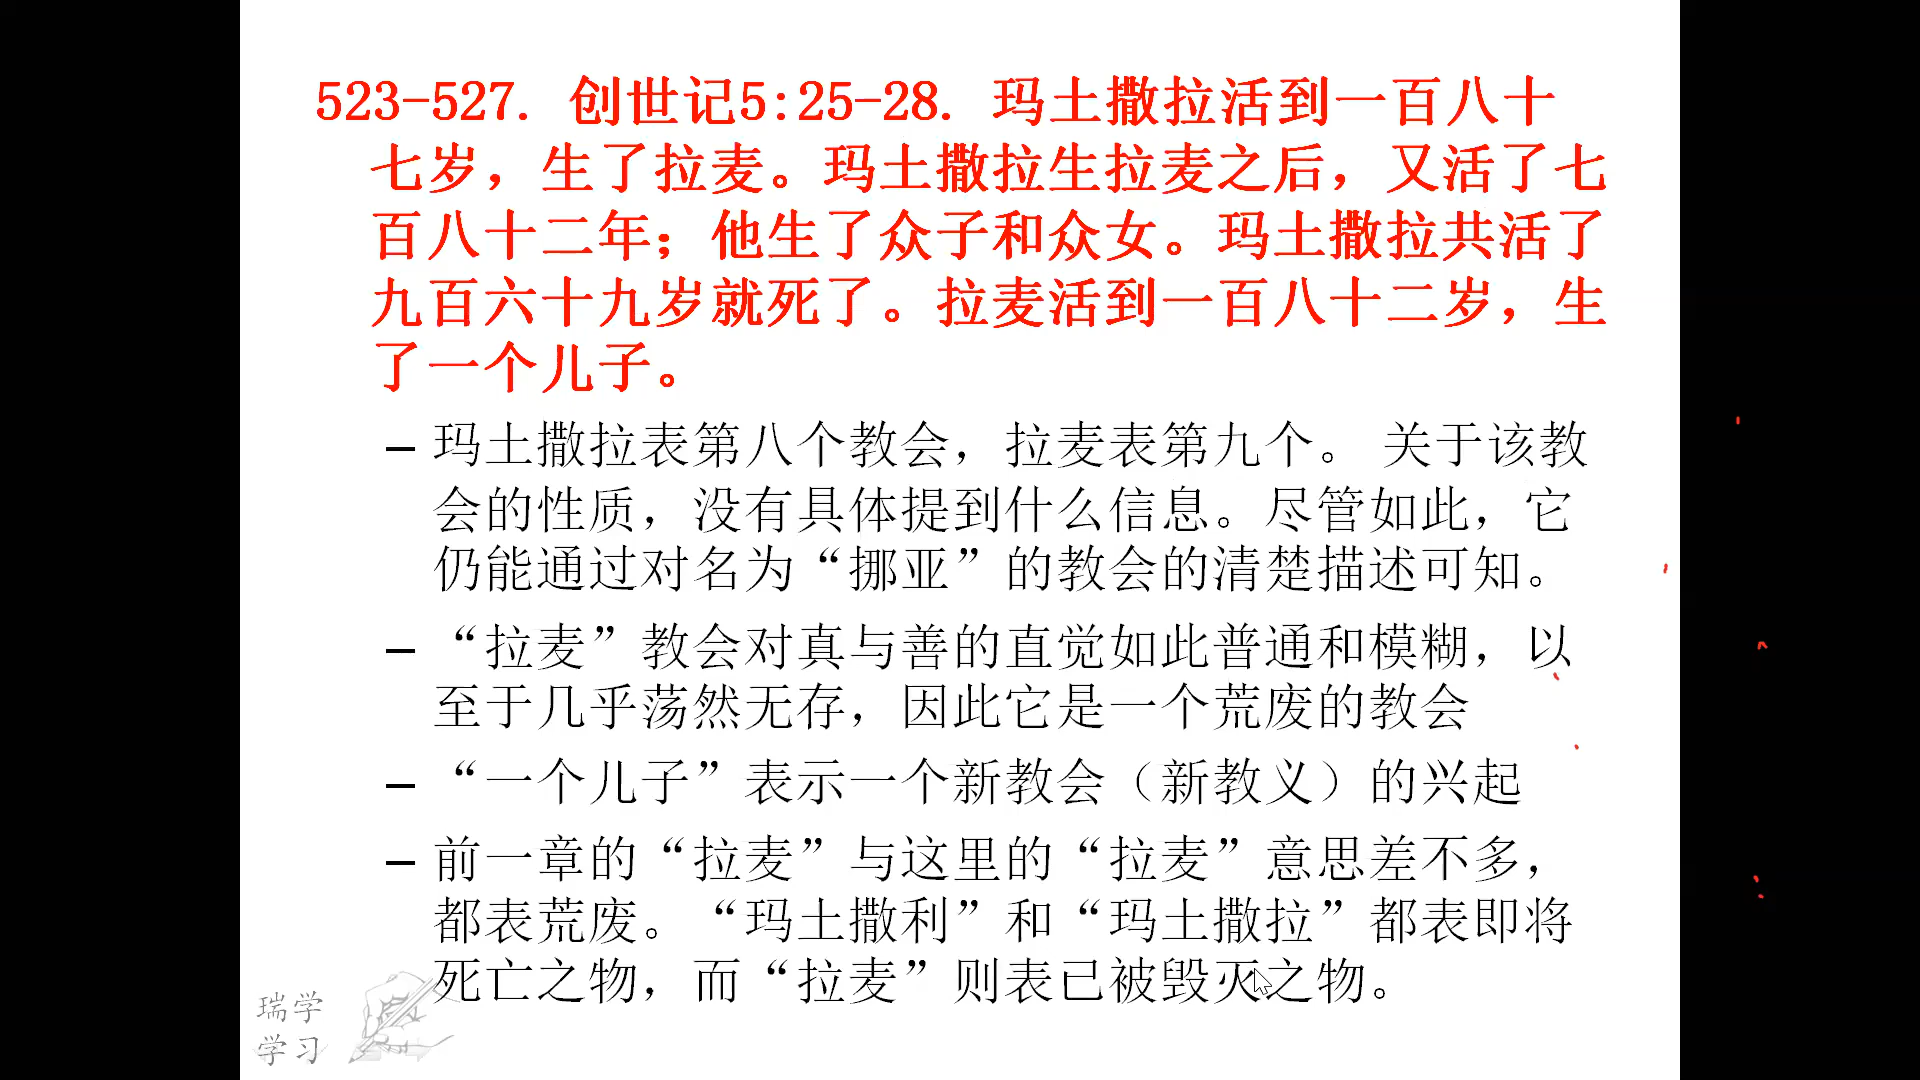 523-527. 创世记5:25-28. 玛土撒拉活到一百八十
七岁，生了拉麦。玛土撒拉生拉麦之后，又活了七
百八十二年；他生了众子和众女。玛土撒拉共活了
九百六十九岁就死了。拉麦活到一百八十二岁，生
了一个儿子。
– 玛土撒拉表第八个教会，拉麦表第九个。 关于该教
会的性质，没有具体提到什么信息。尽管如此，它
仍能通过对名为“挪亚”的教会的清楚描述可知。
– “拉麦”教会对真与善的直觉如此普通和模糊，以
至于几乎荡然无存，因此它是一个荒废的教会
– “一个儿子”表示一个新教会（新教义）的兴起
– 前一章的“拉麦”与这里的“拉麦”意思差不多，
都表荒废。“玛土撒利”和“玛土撒拉”都表即将
死亡之物，而“拉麦”则表已被毁灭之物。
瑞学
学习